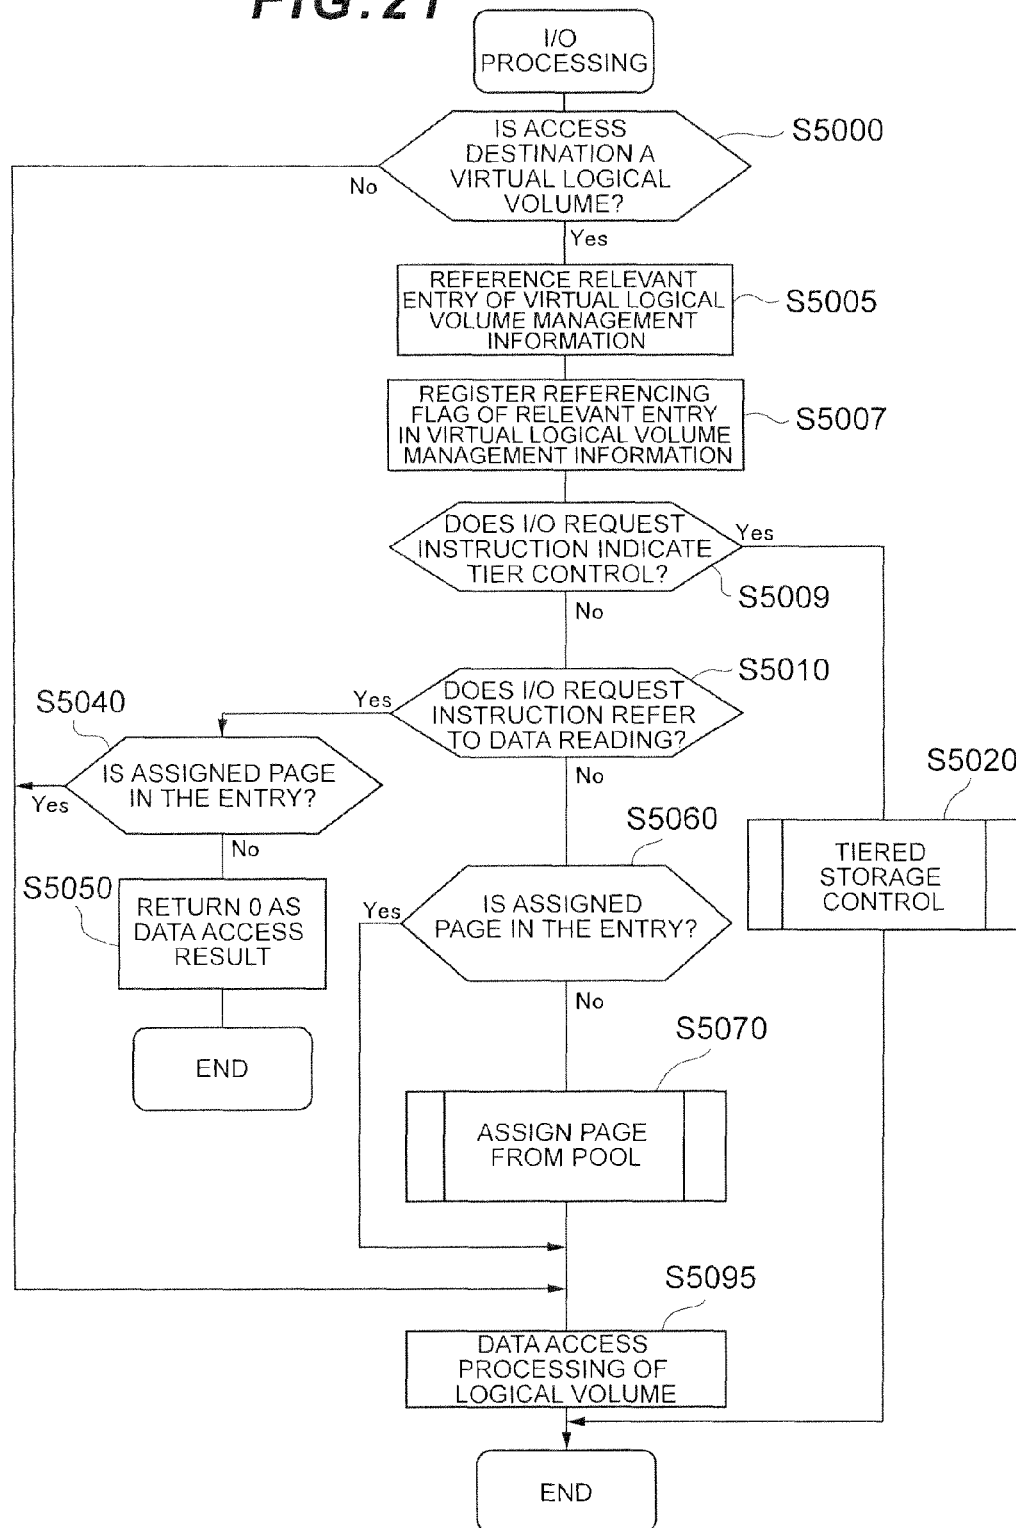 FIG.21
I/O
PROCESSING
IS ACCESS
DESTINATION A
VIRTUAL LOGICAL
VOLUME?
S5000
No
Yes
REFERENCE RELEVANT
ENTRY OF VIRTUAL LOGICAL
VOLUME MANAGEMENT
INFORMATION
S5005
REGISTER REFERENCING
FLAG OF RELEVANT ENTRY
IN VIRTUAL LOGICAL VOLUME
MANAGEMENT INFORMATION
S5007
DOES I/O REQUEST
INSTRUCTION INDICATE
TIER CONTROL?
Yes
S5009
No
DOES I/O REQUEST
INSTRUCTION REFER
TO DATA READING?
S5010
Yes
No
S5040
IS ASSIGNED PAGE
IN THE ENTRY?
Yes
No
S5020
TIERED
STORAGE
CONTROL
S5050
RETURN 0 AS
DATA ACCESS
RESULT
END
S5060
IS ASSIGNED
PAGE IN THE ENTRY?
Yes
No
S5070
ASSIGN PAGE
FROM POOL
S5095
DATA ACCESS
PROCESSING OF
LOGICAL VOLUME
END